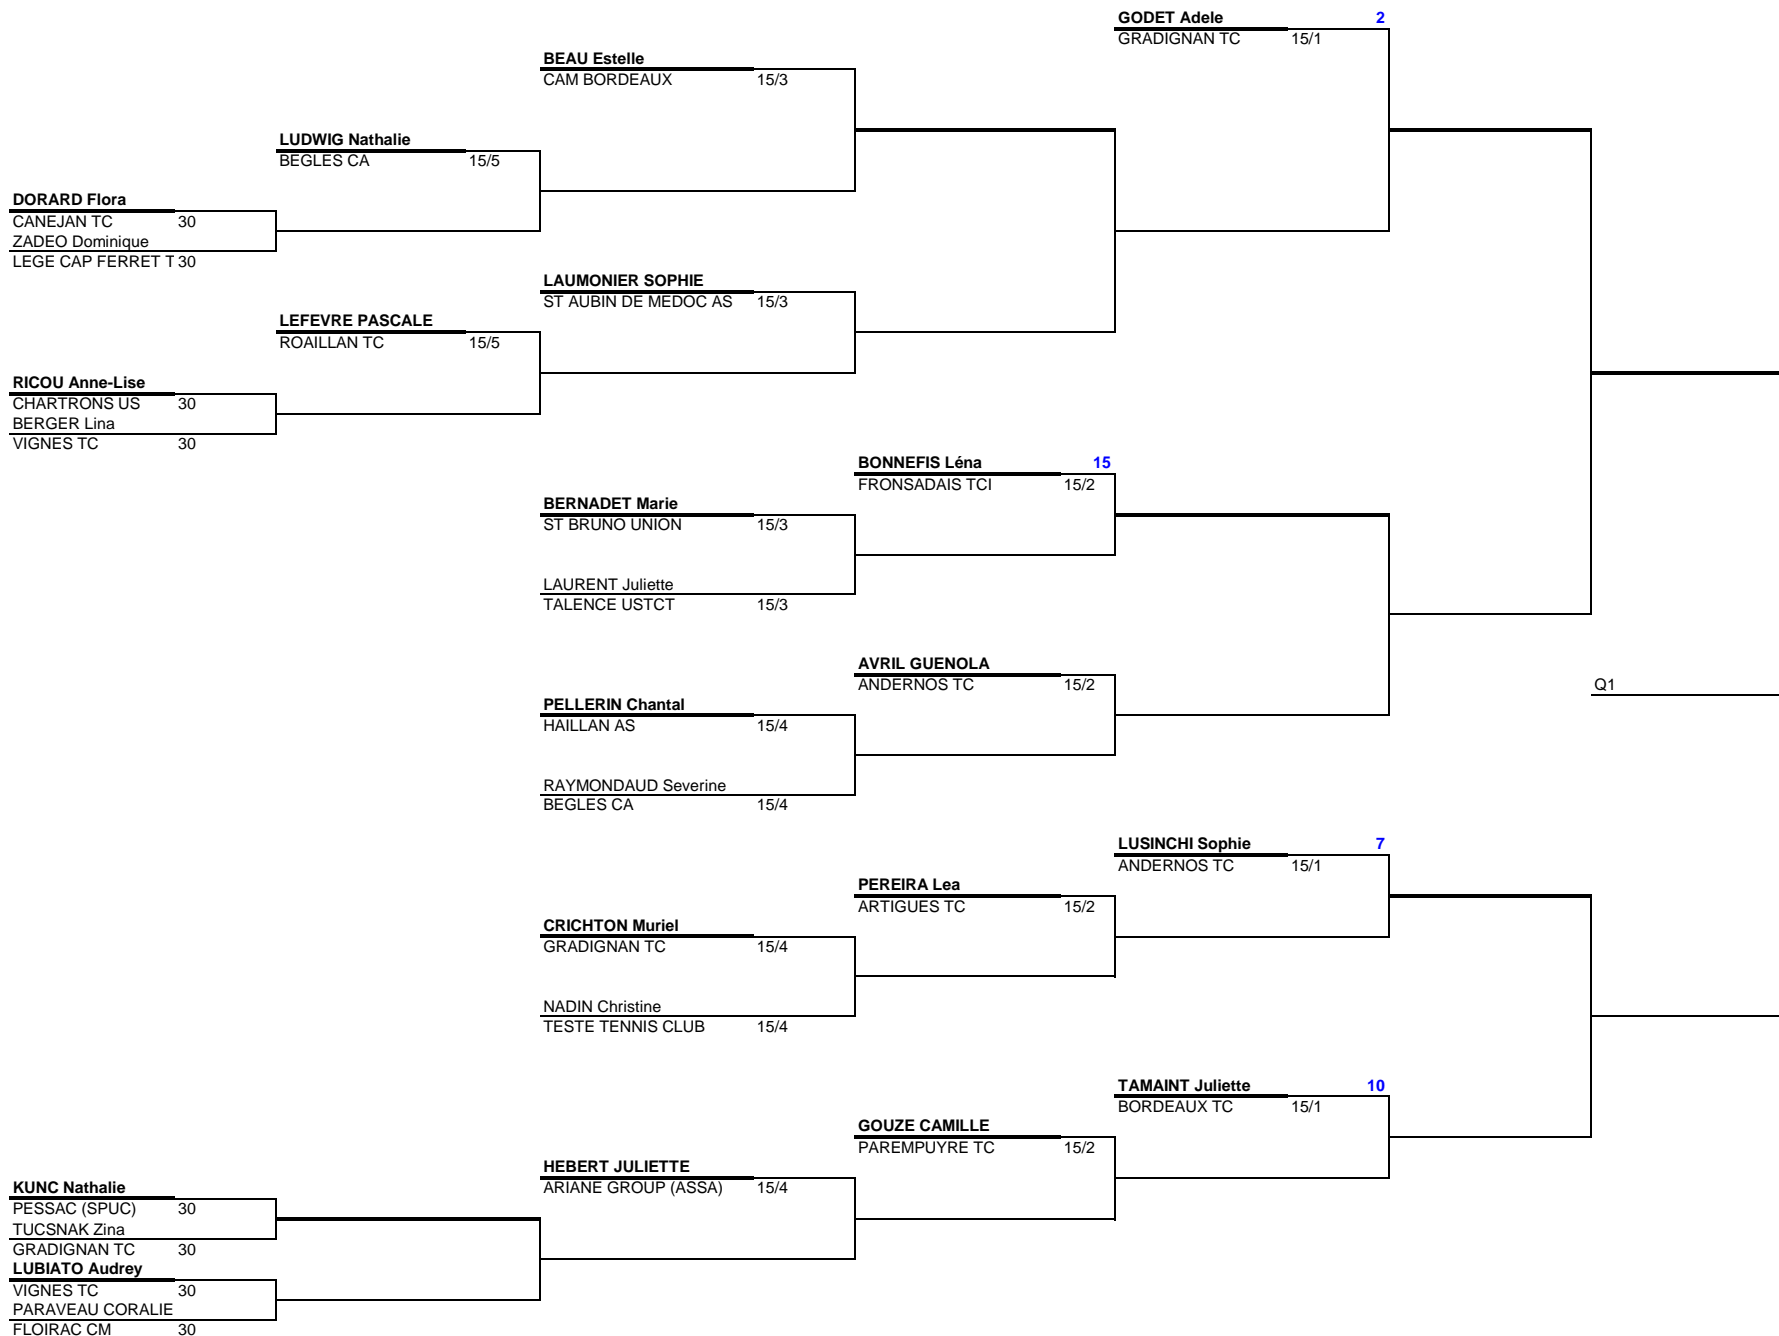 GODET Adele 2
GRADIGNAN TC 15/1
BEAU Estelle
CAM BORDEAUX 15/3
LUDWIG Nathalie
BEGLES CA 15/5
DORARD Flora
CANEJAN TC 30
ZADEO Dominique
LEGE CAP FERRET T 30
LAUMONIER SOPHIE
ST AUBIN DE MEDOC AS 15/3
LEFEVRE PASCALE
ROAILLAN TC 15/5
RICOU Anne-Lise
CHARTRONS US 30
BERGER Lina
VIGNES TC 30
BONNEFIS Léna 15
FRONSADAIS TCI 15/2
BERNADET Marie
ST BRUNO UNION 15/3
LAURENT Juliette
TALENCE USTCT 15/3
AVRIL GUENOLA
ANDERNOS TC 15/2
Q1
PELLERIN Chantal
HAILLAN AS 15/4
RAYMONDAUD Severine
BEGLES CA 15/4
LUSINCHI Sophie 7
ANDERNOS TC 15/1
PEREIRA Lea
ARTIGUES TC 15/2
CRICHTON Muriel
GRADIGNAN TC 15/4
NADIN Christine
TESTE TENNIS CLUB 15/4
TAMAINT Juliette 10
BORDEAUX TC 15/1
GOUZE CAMILLE
PAREMPUYRE TC 15/2
HEBERT JULIETTE
ARIANE GROUP (ASSA) 15/4
KUNC Nathalie
PESSAC (SPUC) 30
TUCSNAK Zina
GRADIGNAN TC 30
LUBIATO Audrey
VIGNES TC 30
PARAVEAU CORALIE
FLOIRAC CM 30